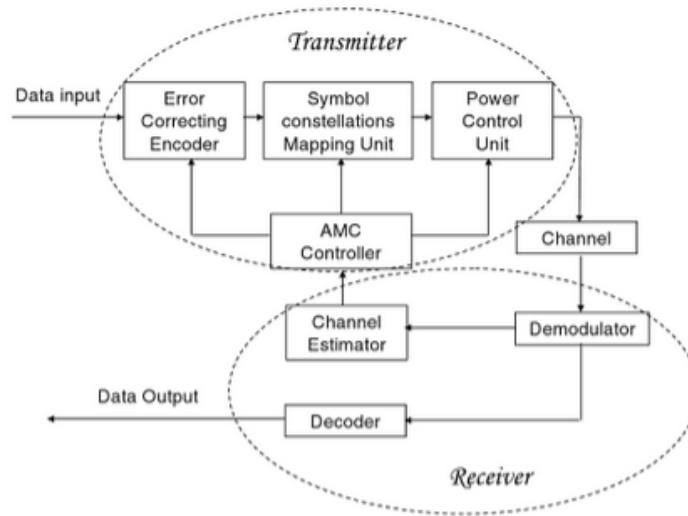 Transmitter
Data input
Error
Correcting
Encoder
Symbol
constellations
Mapping Unit
Power
Control
Unit
AMC
Controller
Channel
Channel
Estimator
Demodulator
Data Output
Decoder
Receiver